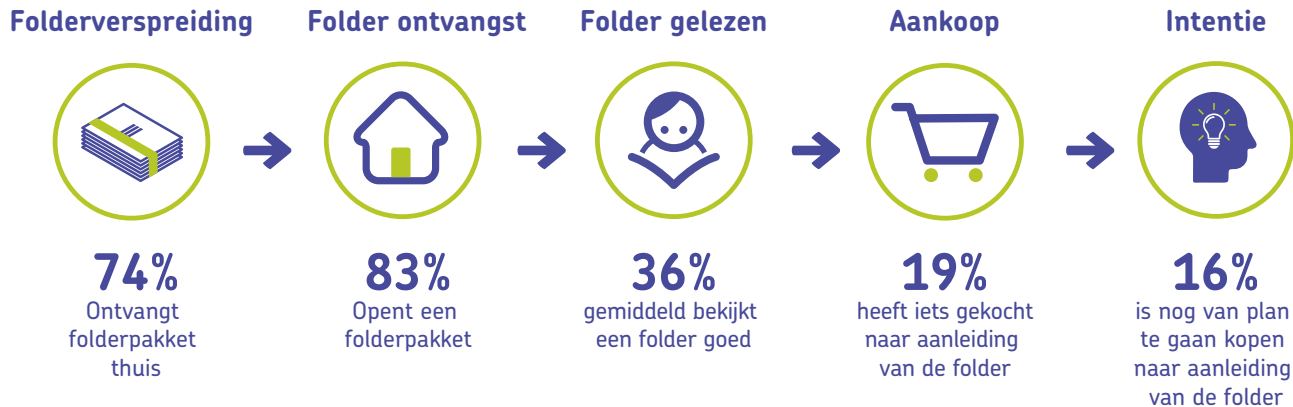 Folderverspreiding
74%
Ontvangt
folderpakket
thuis
Folder ontvangst
83%
Opent een
folderpakket
Folder gelezen
36%
gemiddeld bekijkt
een folder goed
Aankoop
19%
heeft iets gekocht
naar aanleiding
van de folder
Intentie
16%
is nog van plan
te gaan kopen
naar aanleiding
van de folder